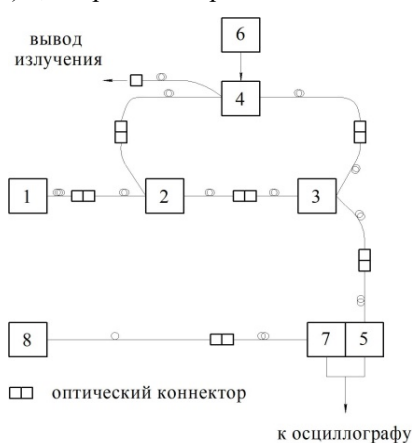 вывод
излучения
6
4
1
2
3
8
7
5
оптический коннектор
к осциллографу